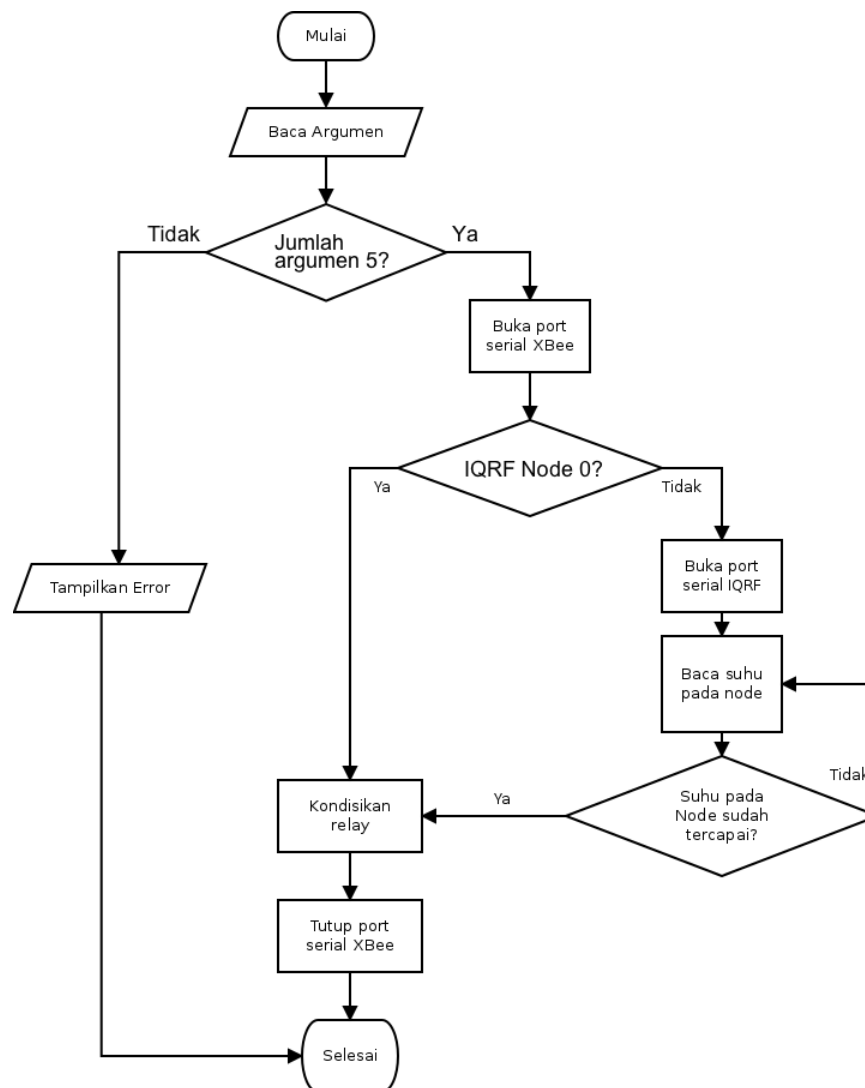 Mulai
Baca Argumen
Tidak
Ya
Jumlah
argumen 5?
Buka port
serial XBee
IQRF Node 0?
Ya
Tidak
Buka port
serial IQRF
Tampilkan Error
Baca suhu
pada node
Tidak
Ya
Suhu pada
Node sudah
tercapai?
Kondisikan
relay
Tutup port
serial XBee
Selesai